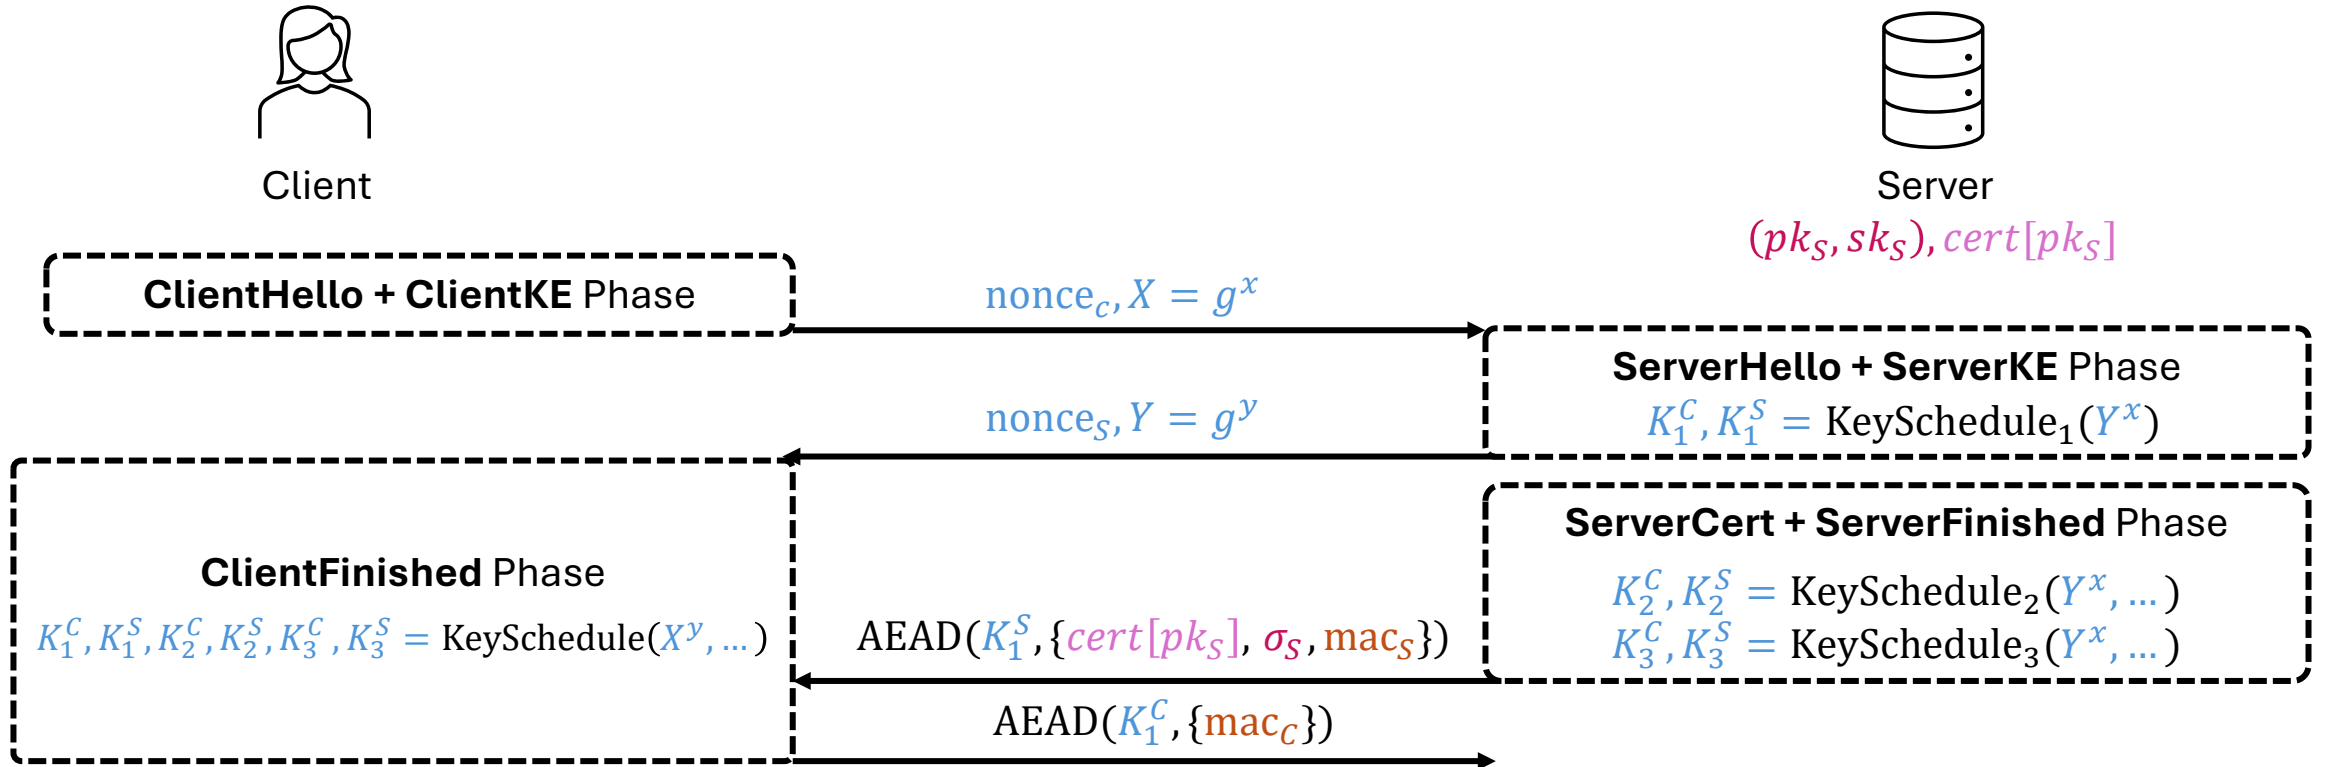 Client
Server
(pk_S, sk_S), cert[pk_S]
ClientHello + ClientKE Phase
nonce_c, X = g^x
ServerHello + ServerKE Phase
K_1^C, K_1^S = KeySchedule_1(Y^x)
nonce_S, Y = g^y
ServerCert + ServerFinished Phase
K_2^C, K_2^S = KeySchedule_2(Y^x, …)
K_3^C, K_3^S = KeySchedule_3(Y^x, …)
ClientFinished Phase
K_1^C, K_1^S, K_2^C, K_2^S, K_3^C, K_3^S = KeySchedule(X^y, …)
AEAD(K_1^S, {cert[pk_S], σ_S, mac_S})
AEAD(K_1^C, {mac_C})